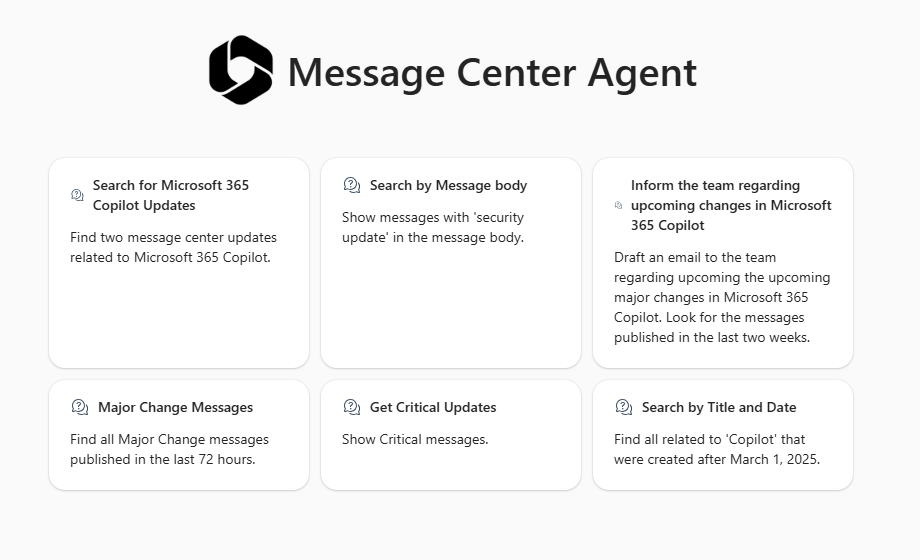 Message Center Agent
Search for Microsoft 365
Copilot Updates
Find two message center updates
related to Microsoft 365 Copilot.
Search by Message body
Show messages with 'security
update' in the message body.
Inform the team regarding
upcoming changes in Microsoft
365 Copilot
Draft an email to the team
regarding upcoming the upcoming
major changes in Microsoft 365
Copilot. Look for the messages
published in the last two weeks.
Major Change Messages
Find all Major Change messages
published in the last 72 hours.
Get Critical Updates
Show Critical messages.
Search by Title and Date
Find all related to 'Copilot' that
were created after March 1, 2025.